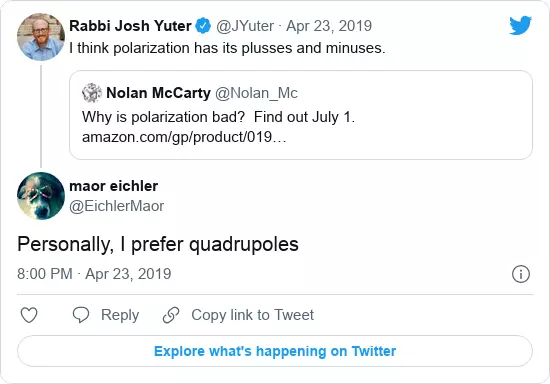 Rabbi Josh Yuter @JYuter · Apr 23, 2019
I think polarization has its plusses and minuses.
Nolan McCarty @Nolan_Mc
Why is polarization bad?  Find out July 1.
amazon.com/gp/product/019…
maor eichler
@EichlerMaor
Personally, I prefer quadrupoles
8:00 PM · Apr 23, 2019
Reply
Copy link to Tweet
Explore what's happening on Twitter